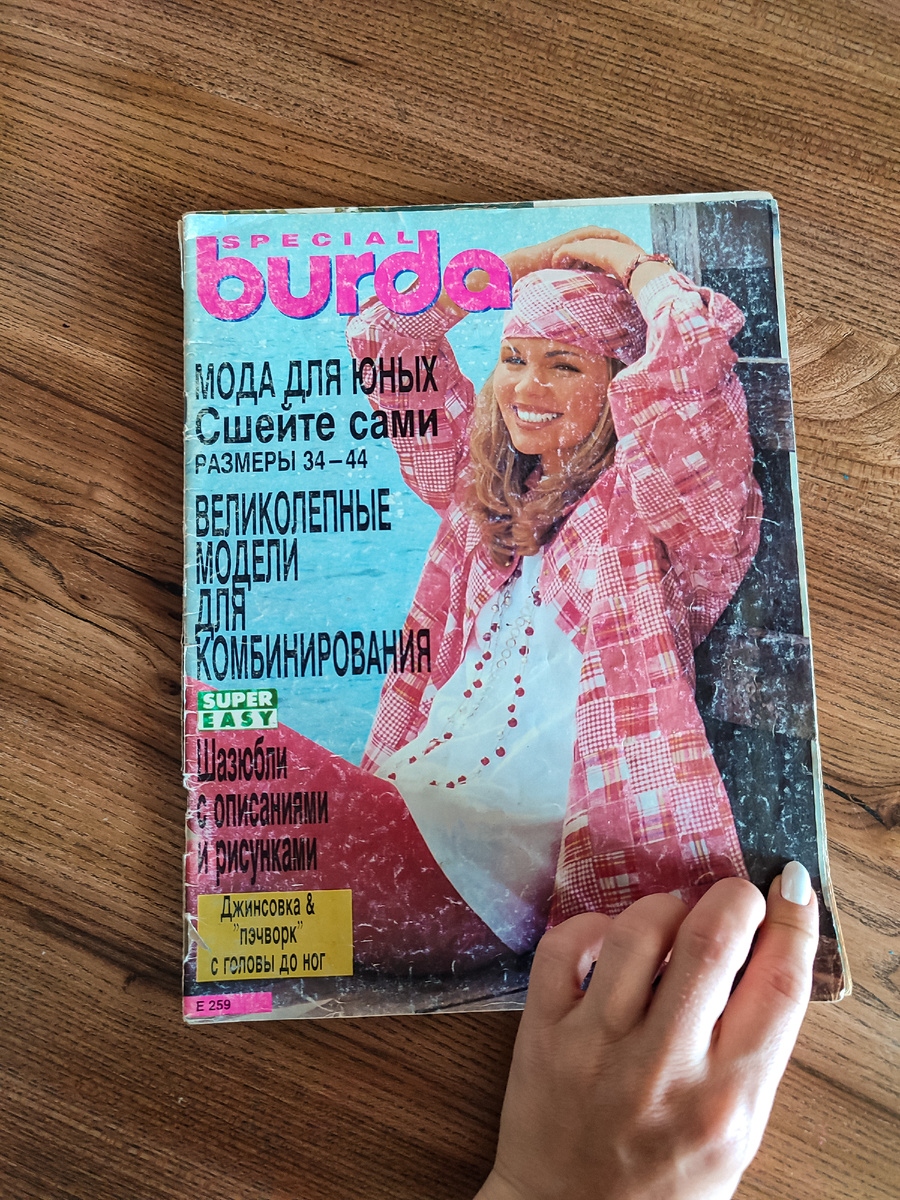 SPECIAL
burda
МОДА ДЛЯ ЮНЫХ
Сшейте сами
РАЗМЕРЫ 34–44
ВЕЛИКОЛЕПНЫЕ
МОДЕЛИ
ДЛЯ
КОМБИНИРОВАНИЯ
SUPER
EASY
Шазюбли
с описаниями
и рисунками
Джинсовка &
"пэчворк"
с головы до ног
E 259